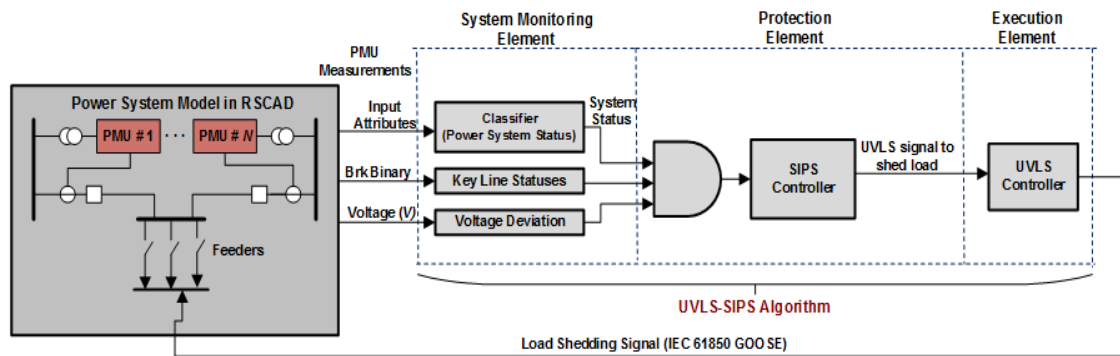 System Monitoring
Element
Protection
Element
Execution
Element
PMU
Measurements
Power System Model in RSCAD
PMU # 1
• • •
PMU # N
Input
Attributes
Classifier
(Power System Status)
System
Status
Brk Binary
Key Line Statuses
Voltage (V)
Voltage Deviation
SIPS
Controller
UVLS signal to
shed load
UVLS
Controller
Feeders
UVLS-SIPS Algorithm
Load Shedding Signal (IEC 61850 GOOSE)